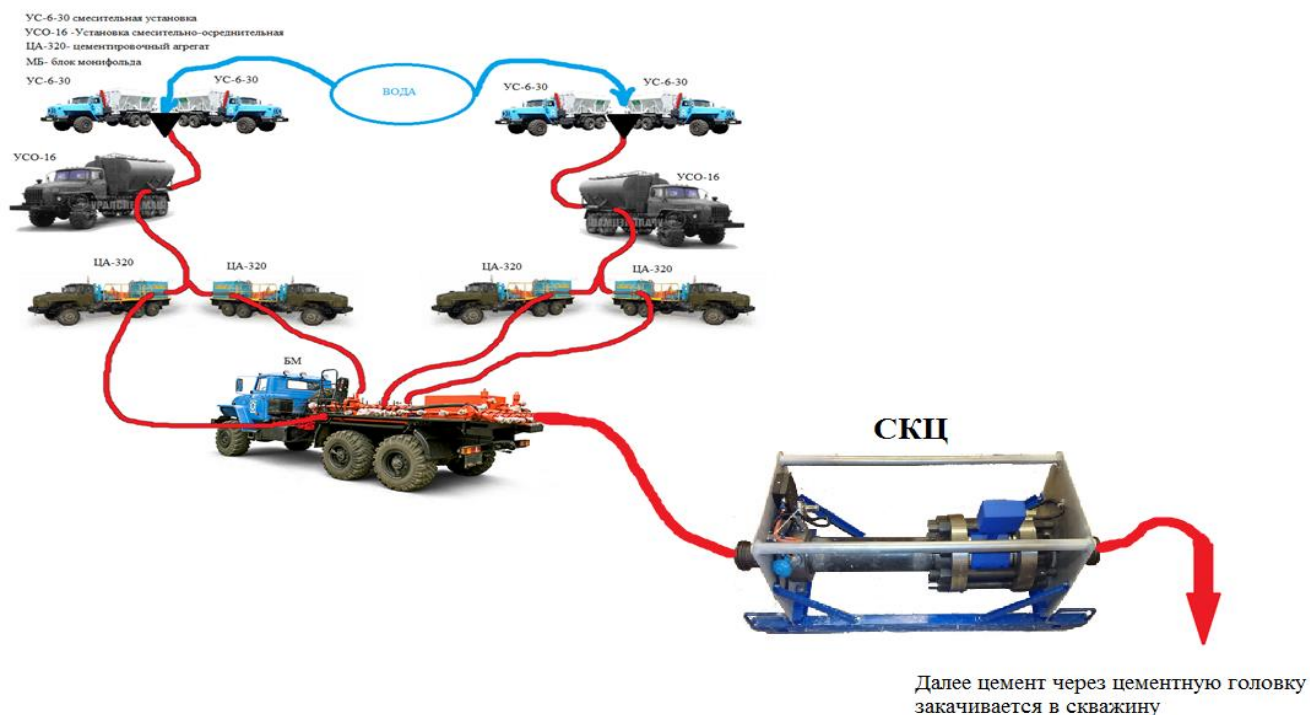 УС-6-30 смесительная установка
УСО-16 -Установка смесительно-осреднительная
ЦА-320- цементировочный агрегат
МБ- блок монифольда
УС-6-30
УС-6-30
ВОДА
УС-6-30
УС-6-30
УСО-16
УСО-16
УРАЛСПЕЦМАШ
ЦА-320
ЦА-320
ЦА-320
ЦА-320
БМ
СКЦ
Далее цемент через цементную головку
закачивается в скважину